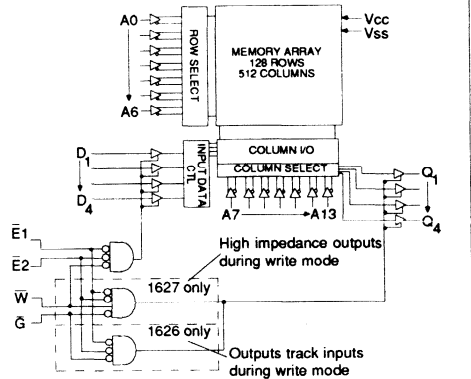 A0
A6
ROW SELECT
MEMORY ARRAY
128 ROWS
512 COLUMNS
Vcc
Vss
D1
D4
INPUT DATA
CTL
COLUMN I/O
COLUMN SELECT
A7
A13
Q1
Q4
E̅1
E̅2
W̅
G̅
High impedance outputs
during write mode
1627 only
1626 only
Outputs track inputs
during write mode